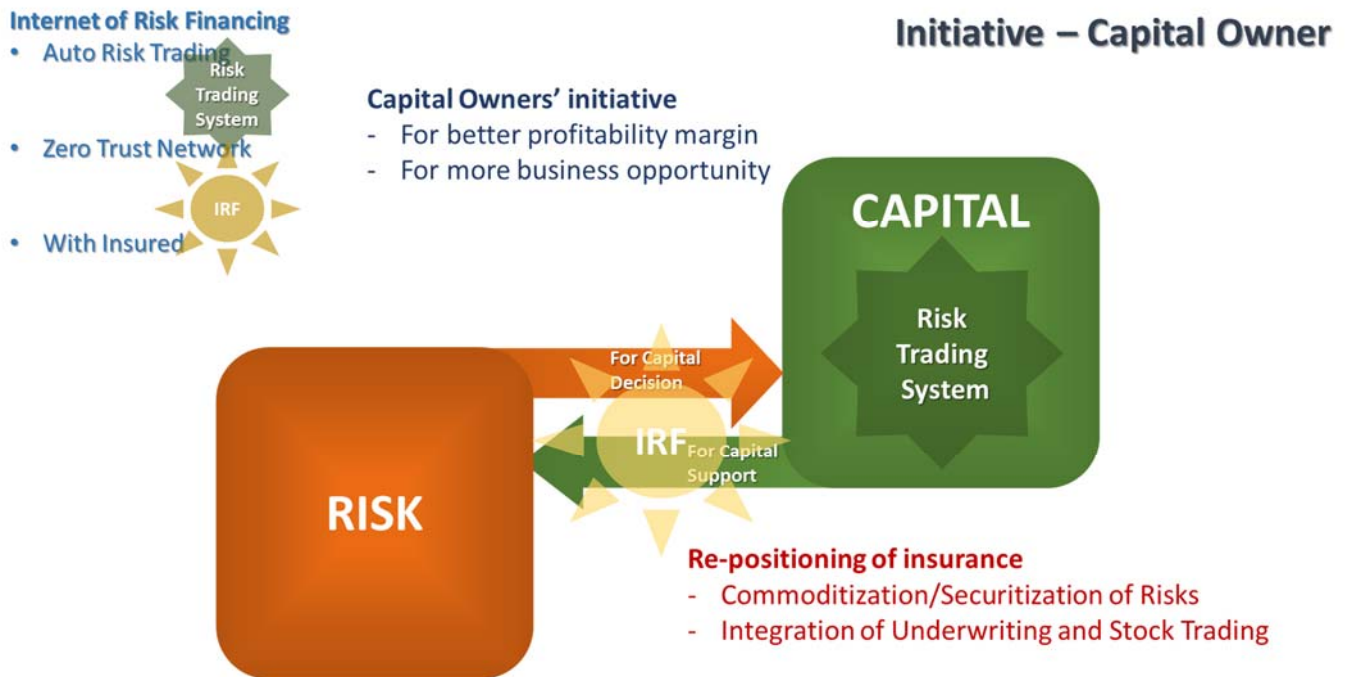 Internet of Risk Financing
• Auto Risk Trading
Risk
Trading
System
• Zero Trust Network
IRF
• With Insured
Initiative – Capital Owner
Capital Owners’ initiative
- For better profitability margin
- For more business opportunity
CAPITAL
Risk
Trading
System
For Capital
Decision
IRF
For Capital
Support
RISK
Re-positioning of insurance
- Commoditization/Securitization of Risks
- Integration of Underwriting and Stock Trading